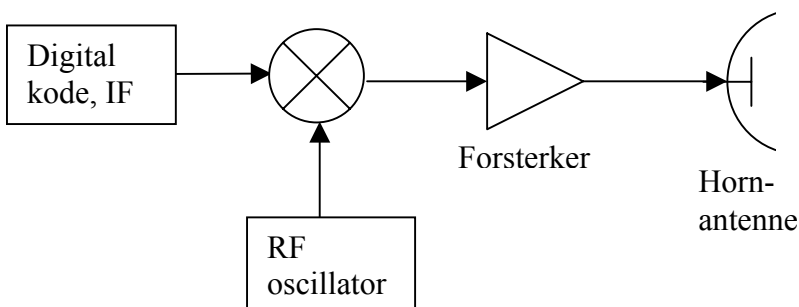 Digital
kode, IF
Forsterker
Horn-
antenne
RF
oscillator